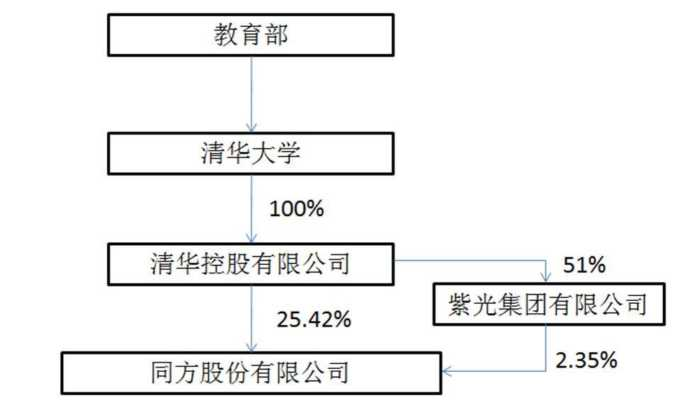 教育部
清华大学
100%
清华控股有限公司
51%
紫光集团有限公司
25.42%
2.35%
同方股份有限公司